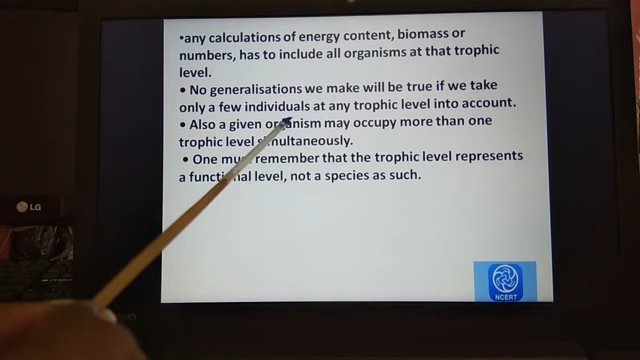 •any calculations of energy content, biomass or
numbers, has to include all organisms at that trophic
level.
• No generalisations we make will be true if we take
only a few individuals at any trophic level into account.
• Also a given organism may occupy more than one
trophic level simultaneously.
• One must remember that the trophic level represents
a functional level, not a species as such.
LG
NCERT